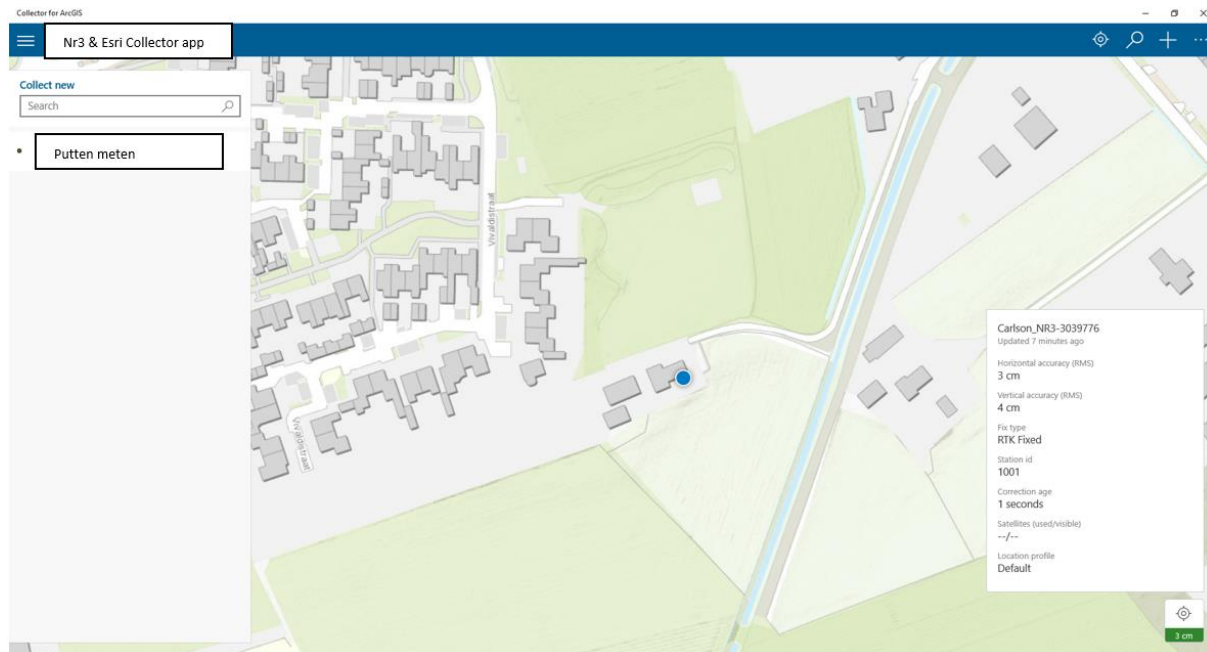 Collector for ArcGIS
Nr3 & Esri Collector app
Collect new
Search
Putten meten
Vivaldistraat
Vivaldistraat
Carlson_NR3-3039776
Updated 7 minutes ago
Horizontal accuracy (RMS)
3 cm
Vertical accuracy (RMS)
4 cm
Fix type
RTK Fixed
Station id
1001
Correction age
1 seconds
Satellites (used/visible)
--/--
Location profile
Default
3 cm